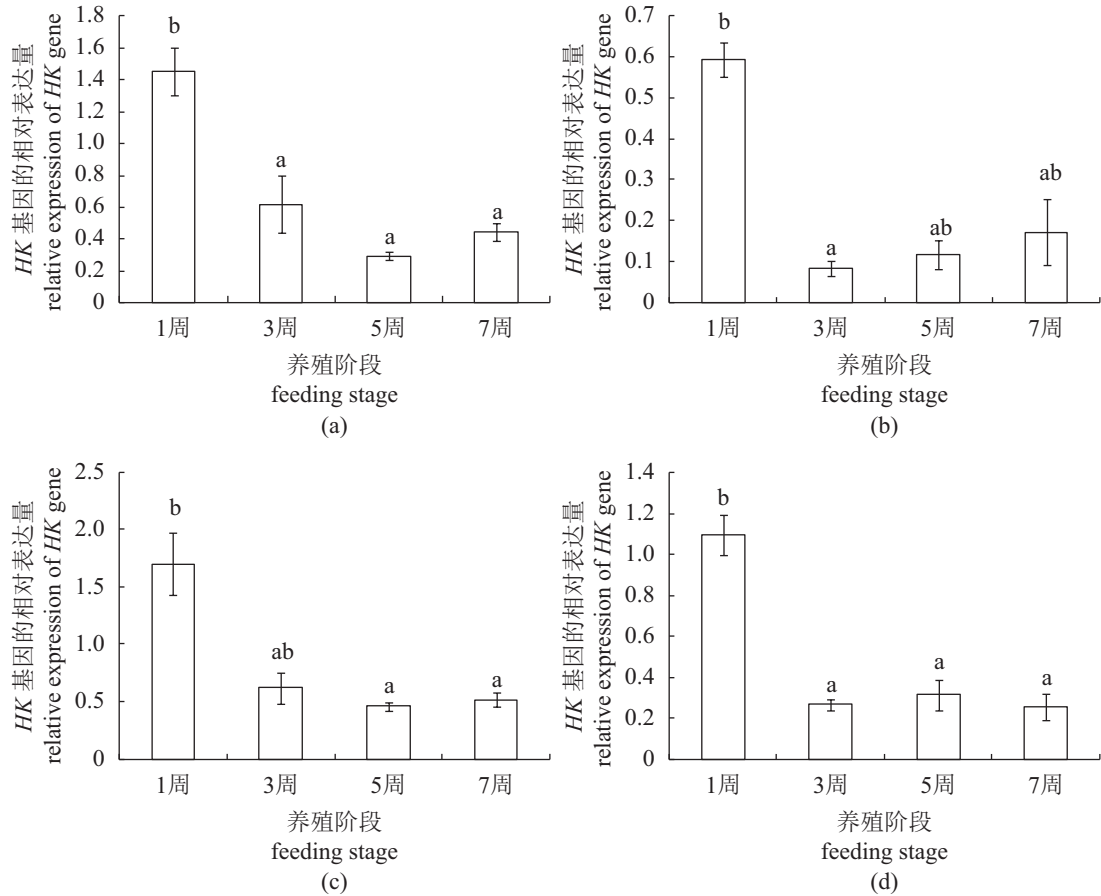 HK 基因的相对表达量
relative expression of HK gene
1.8
1.6
1.4
1.2
1.0
0.8
0.6
0.4
0.2
0
b
a
a
a
1周 3周 5周 7周
养殖阶段
feeding stage
(a)
HK 基因的相对表达量
relative expression of HK gene
0.7
0.6
0.5
0.4
0.3
0.2
0.1
0
b
a
ab
ab
1周 3周 5周 7周
养殖阶段
feeding stage
(b)
HK 基因的相对表达量
relative expression of HK gene
2.5
2.0
1.5
1.0
0.5
0
b
ab
a
a
1周 3周 5周 7周
养殖阶段
feeding stage
(c)
HK 基因的相对表达量
relative expression of HK gene
1.4
1.2
1.0
0.8
0.6
0.4
0.2
0
b
a
a
a
1周 3周 5周 7周
养殖阶段
feeding stage
(d)